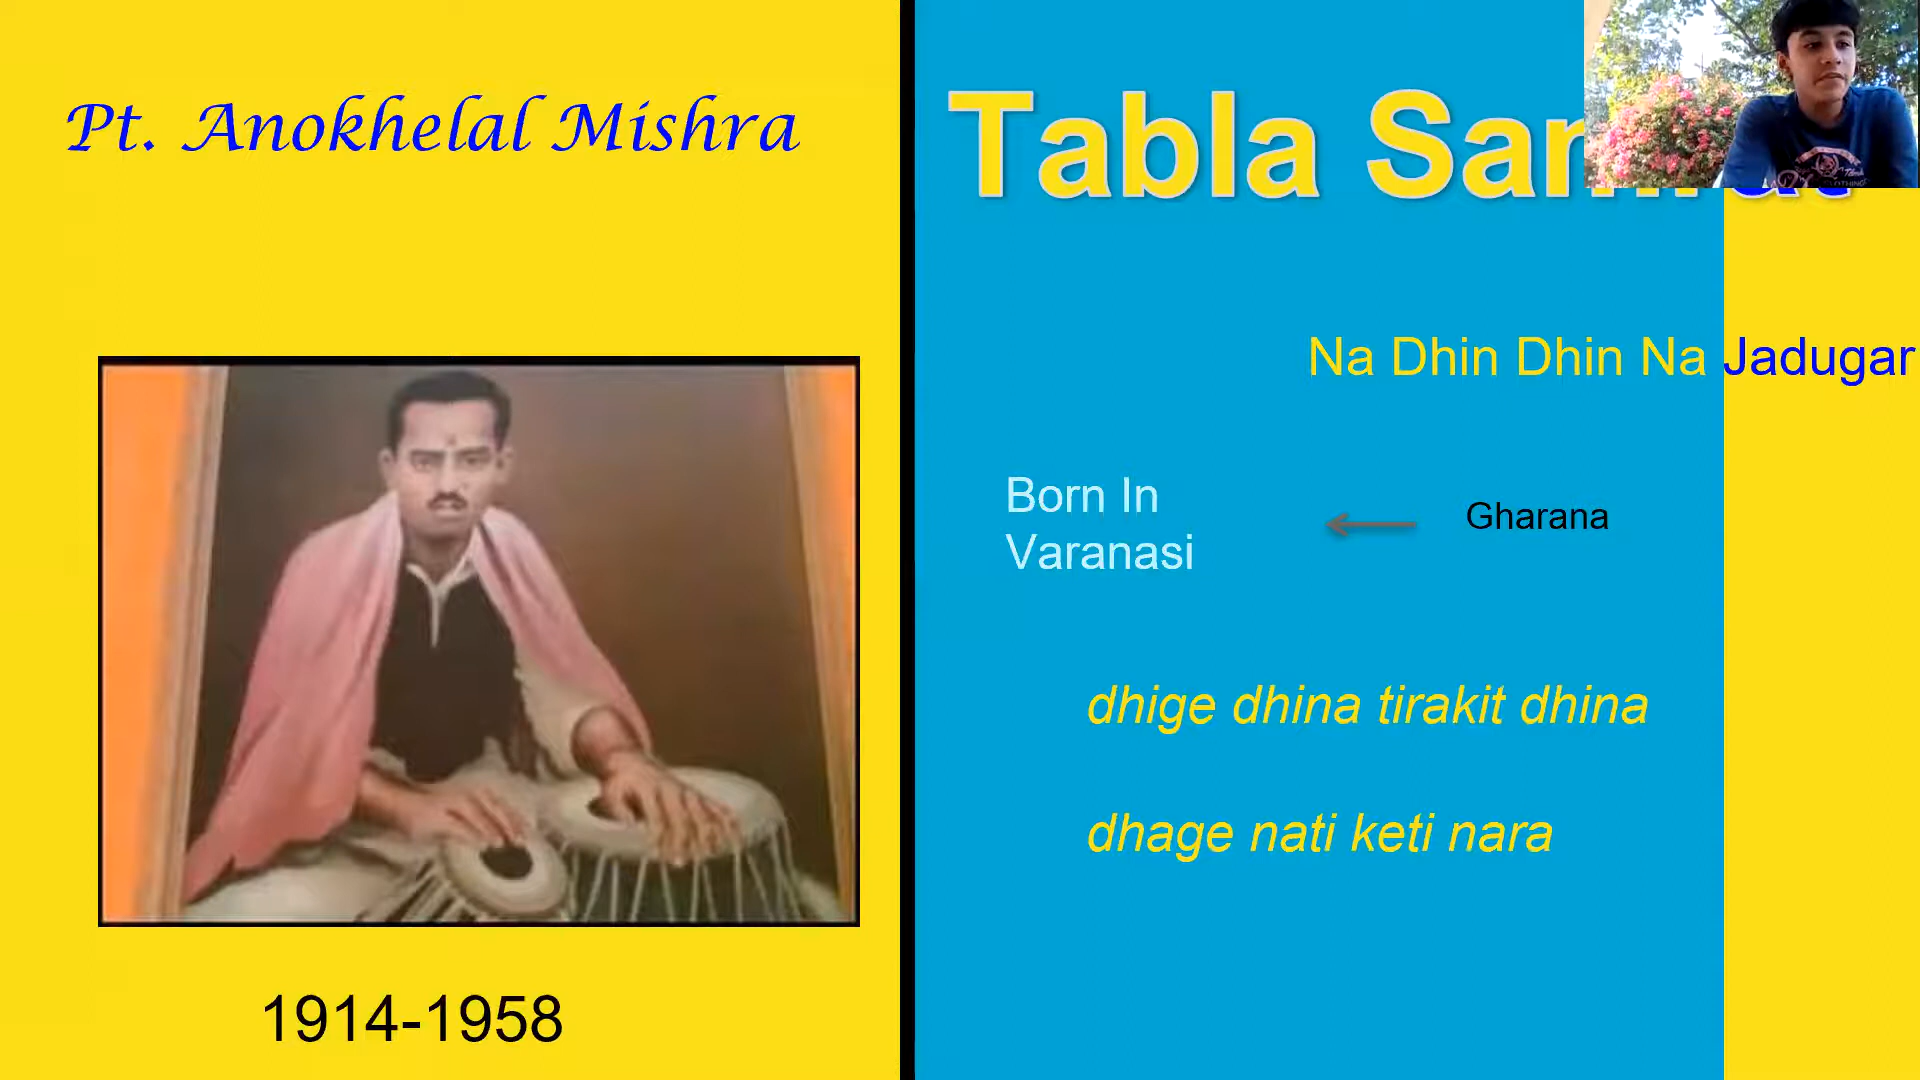 Pt. Anokhelal Mishra
1914-1958
Tabla
Na Dhin Dhin Na Jadugar
Born In
Varanasi
Gharana
dhige dhina tirakit dhina
dhage nati keti nara